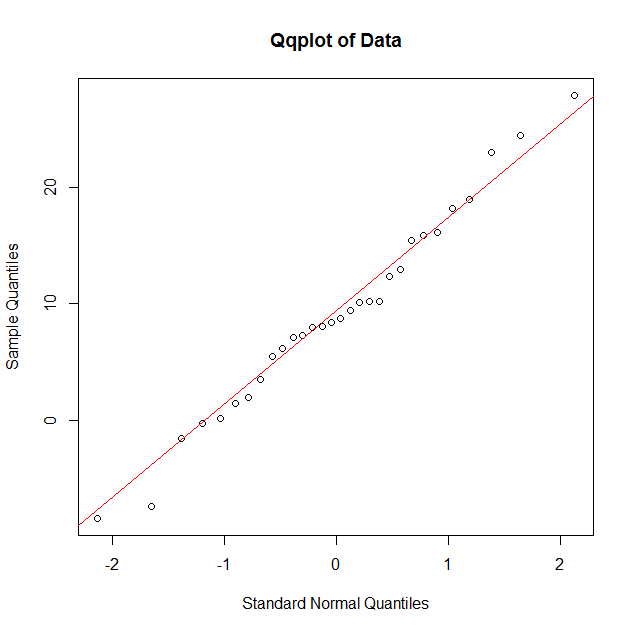 Qqplot of Data
Sample Quantiles
20
10
0
-2 -1 0 1 2
Standard Normal Quantiles